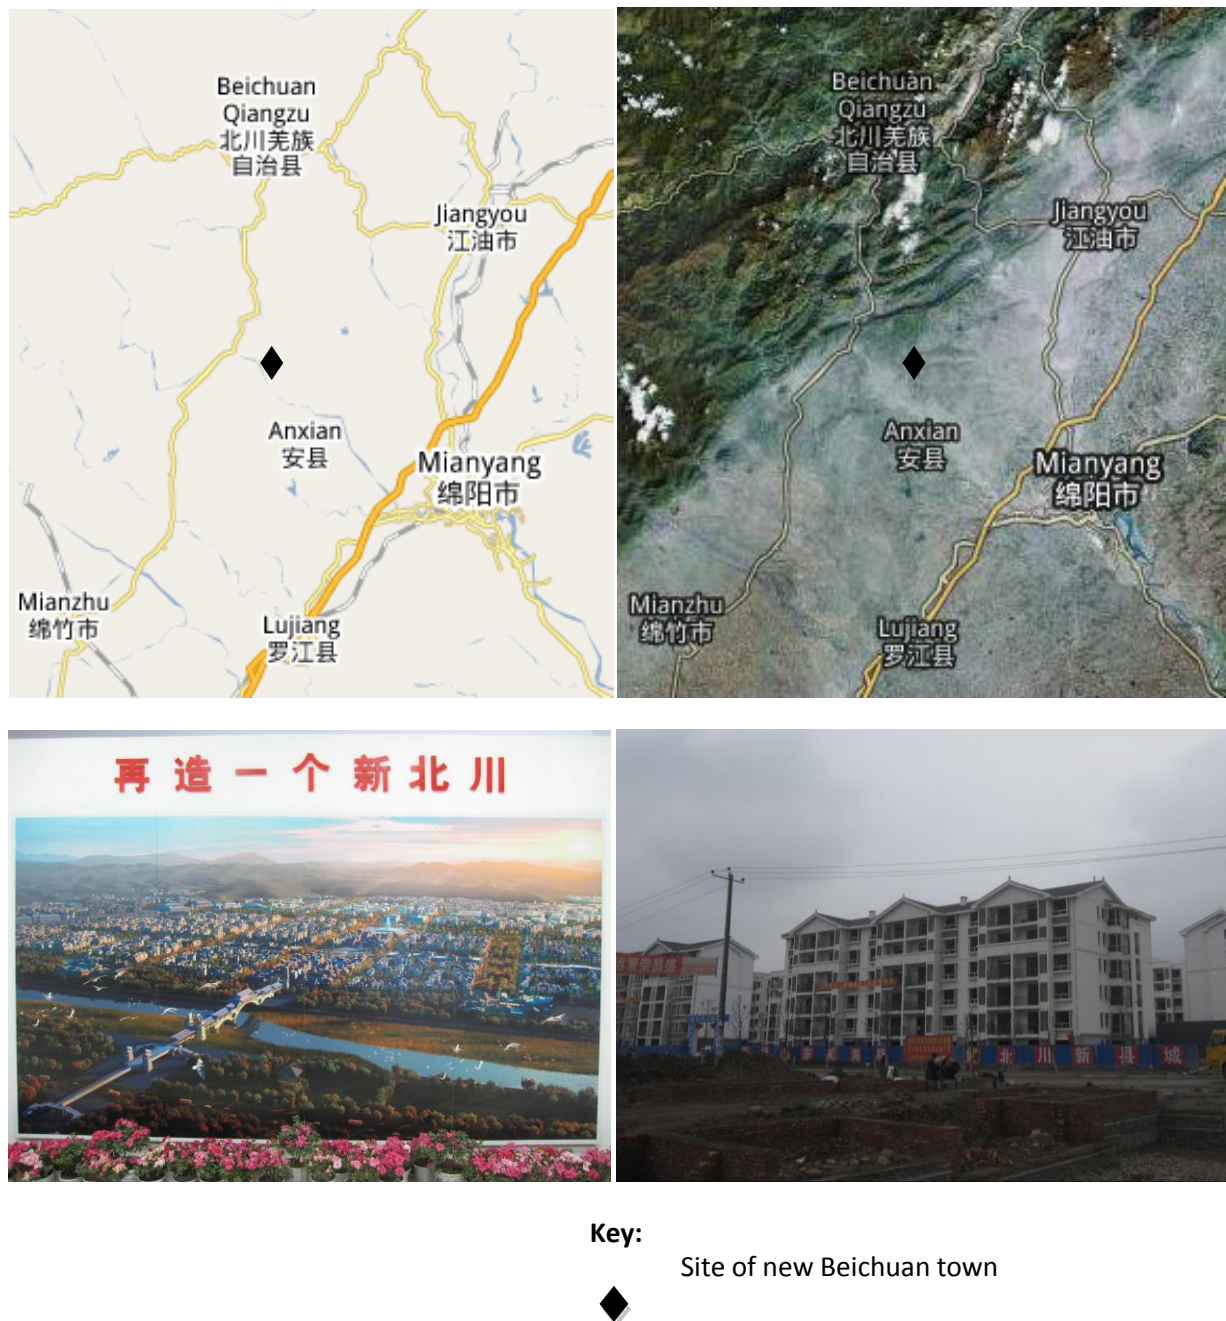 Beichuan
Qiangzu
北川羌族
自治县
Jiangyou
江油市
Anxian
安县
Mianyang
绵阳市
Mianzhu
绵竹市
Lujiang
罗江县
Beichuan
Qiangzu
北川羌族
自治县
Jiangyou
江油市
Anxian
安县
Mianyang
绵阳市
Mianzhu
绵竹市
Lujiang
罗江县
再造一个新北川
北川新县城
Key:
Site of new Beichuan town